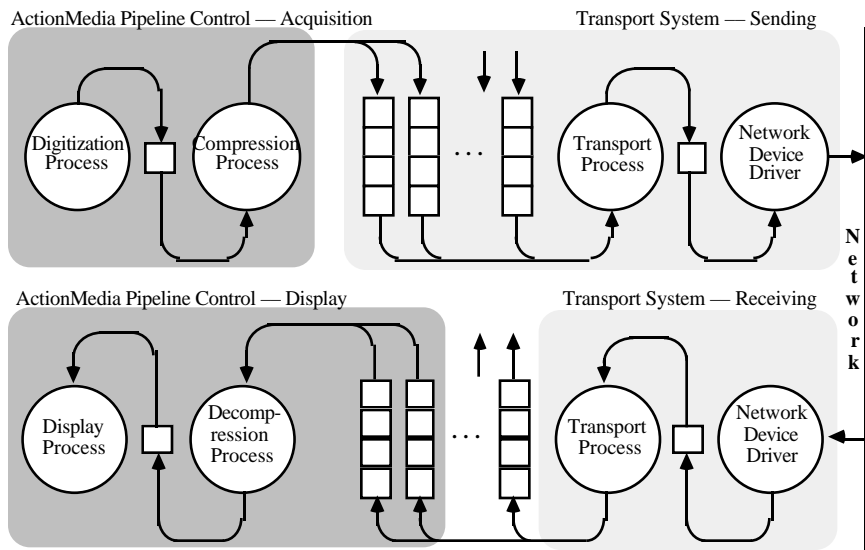 ActionMedia Pipeline Control — Acquisition
Transport System — Sending
Digitization
Process
Compression
Process
. . .
Transport
Process
Network
Device
Driver
Network
ActionMedia Pipeline Control — Display
Transport System — Receiving
Display
Process
Decomp-
ression
Process
. . .
Transport
Process
Network
Device
Driver